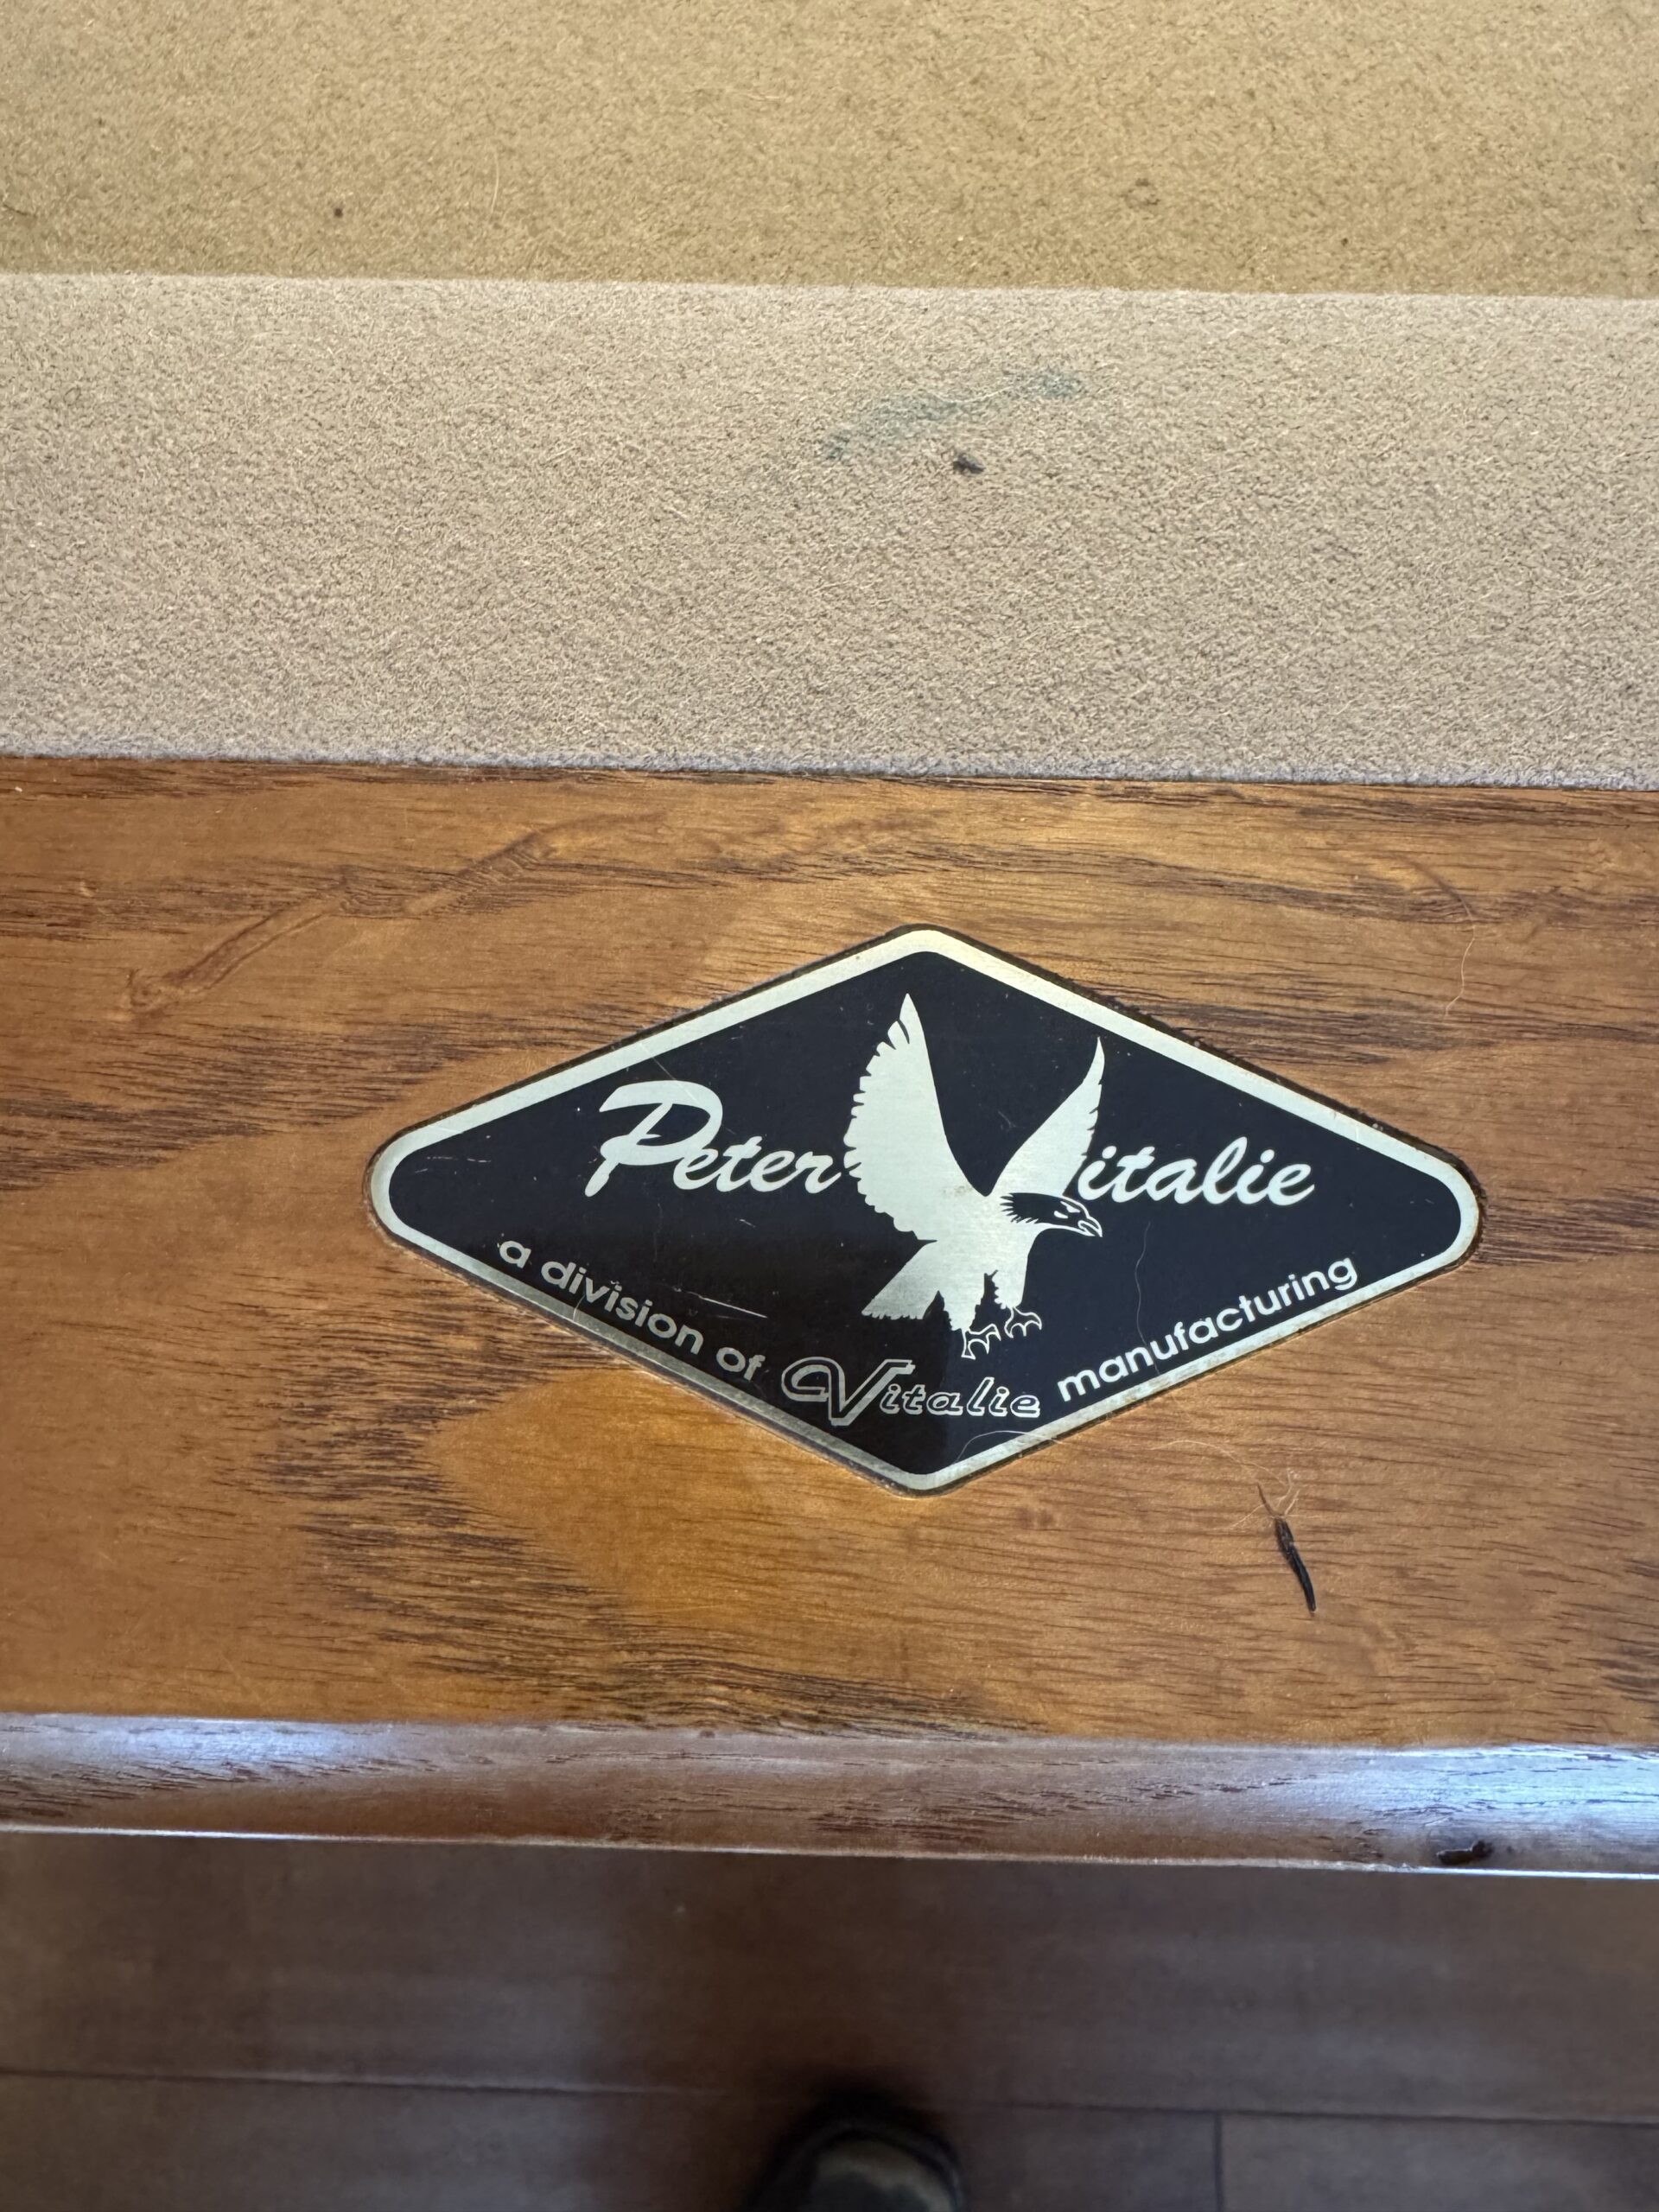 Peter Vitalie
a division of Vitalie manufacturing